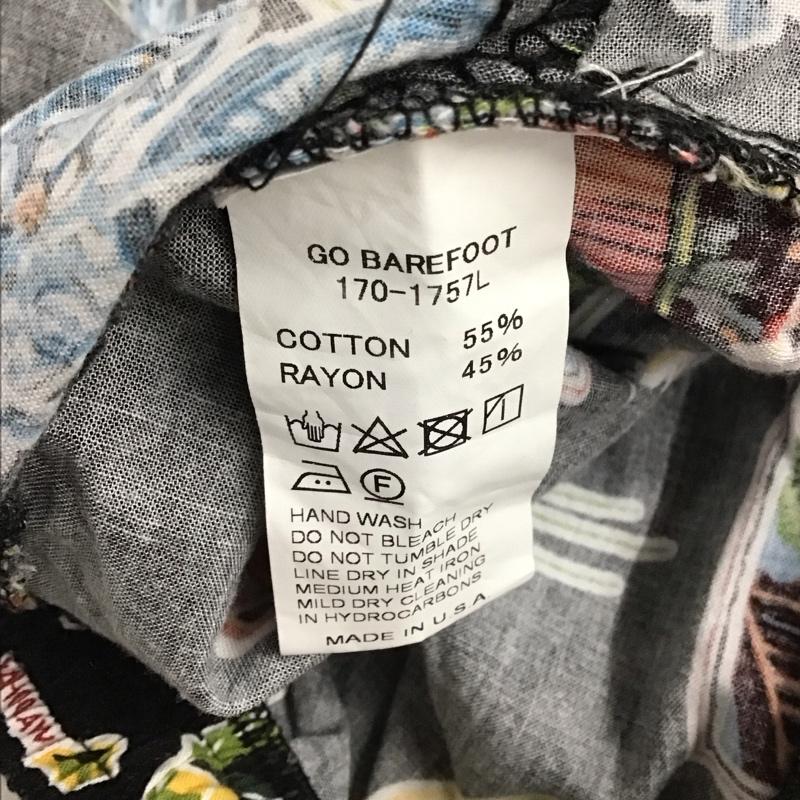 GO BAREFOOT
170-1757L
COTTON 55%
RAYON 45%
F
HAND WASH
DO NOT BLEACH
DO NOT TUMBLE DRY
LINE DRY IN SHADE
MEDIUM HEAT IRON
MILD DRY CLEANING
IN HYDROCARBONS
MADE IN U.S.A